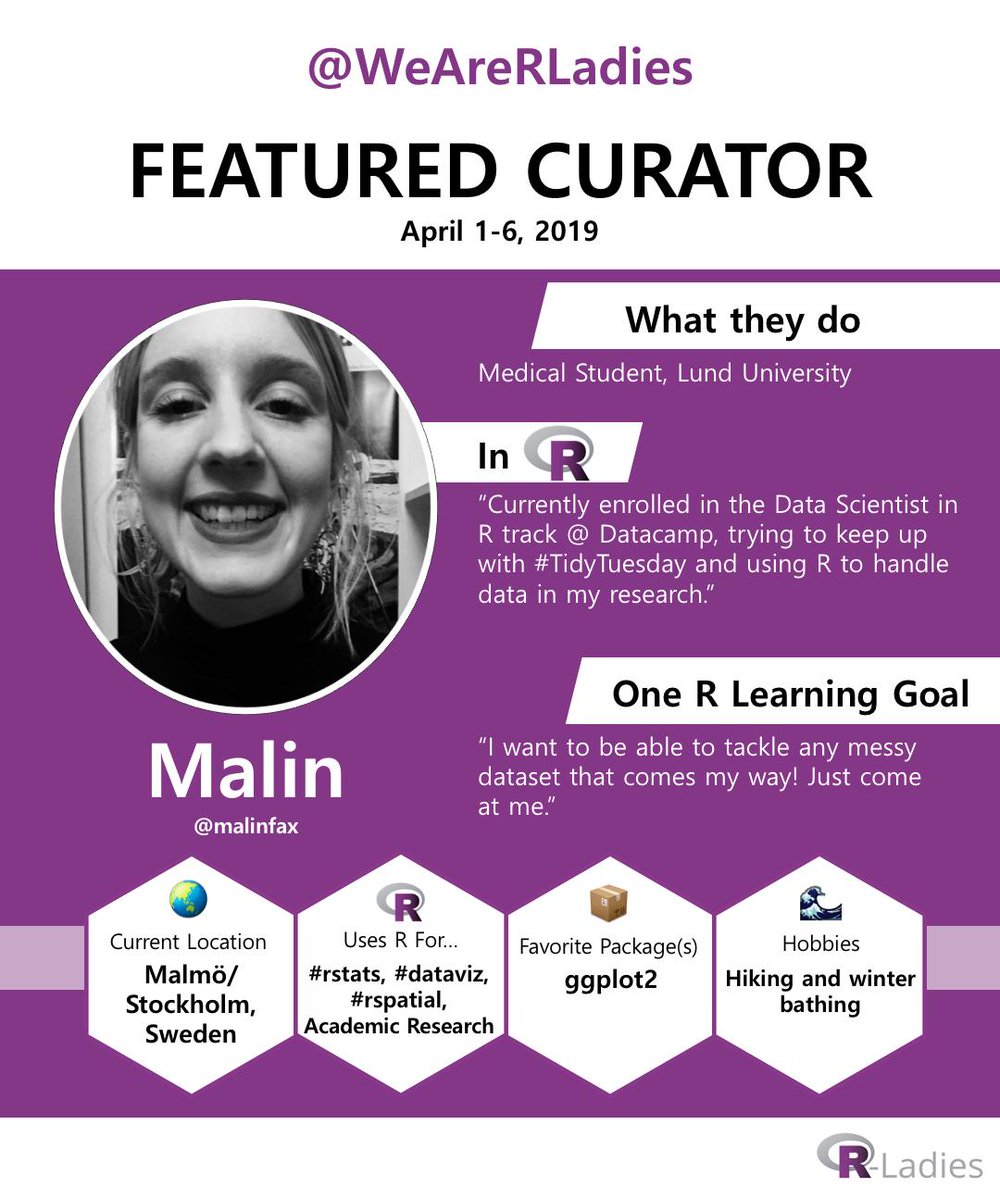 @WeAreRLadies
FEATURED CURATOR
April 1-6, 2019
What they do
Medical Student, Lund University
In R
“Currently enrolled in the Data Scientist in
R track @ Datacamp, trying to keep up
with #TidyTuesday and using R to handle
data in my research.”
One R Learning Goal
“I want to be able to tackle any messy
dataset that comes my way! Just come
at me.”
Malin
@malinfax
Current Location
Malmö/
Stockholm,
Sweden
R
Uses R For...
#rstats, #dataviz,
#rspatial,
Academic Research
Favorite Package(s)
ggplot2
Hobbies
Hiking and winter
bathing
R-Ladies